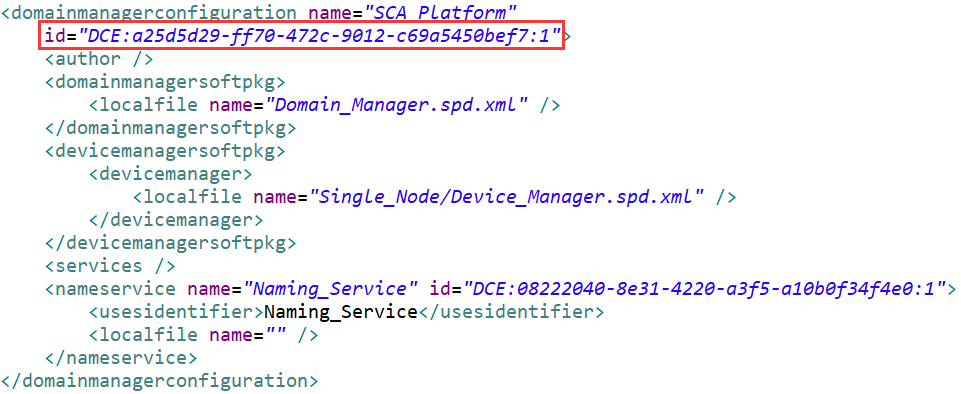 <domainmanagerconfiguration name="SCA Platform"
id="DCE:a25d5d29-ff70-472c-9012-c69a5450bef7:1">
<author />
<domainmanagersoftpkg>
<localfile name="Domain_Manager.spd.xml" />
</domainmanagersoftpkg>
<devicemanagersoftpkg>
<devicemanager>
<localfile name="Single_Node/Device_Manager.spd.xml" />
</devicemanager>
</devicemanagersoftpkg>
<services />
<nameservice name="Naming_Service" id="DCE:08222040-8e31-4220-a3f5-a10b0f34f4e0:1">
<usesidentifier>Naming_Service</usesidentifier>
<localfile name="" />
</nameservice>
</domainmanagerconfiguration>